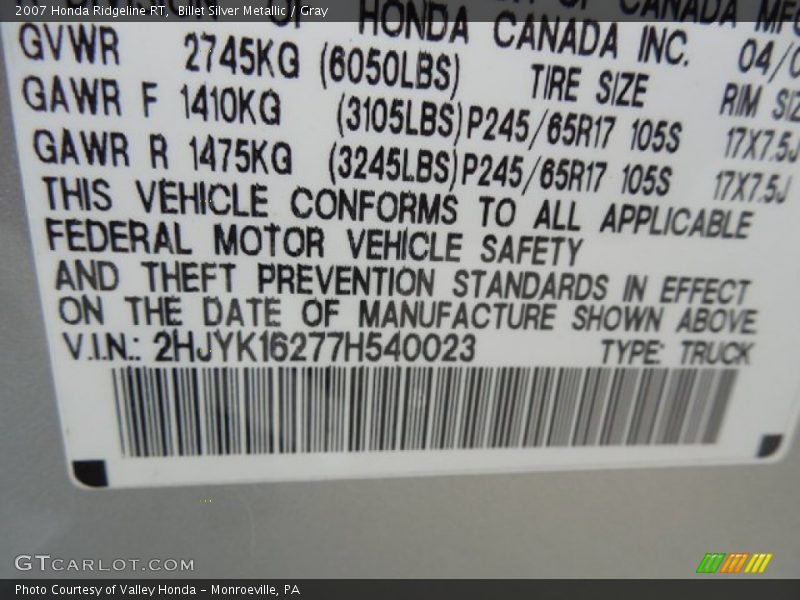 2007 Honda Ridgeline RT, Billet Silver Metallic / Gray
OF HONDA CANADA INC. 04/
GVWR 2745KG (6050LBS) TIRE SIZE RIM
GAWR F 1410KG (3105LBS) P245/65R17 105S 17X7.5J
GAWR R 1475KG (3245LBS) P245/65R17 105S 17X7.5J
THIS VEHICLE CONFORMS TO ALL APPLICABLE
FEDERAL MOTOR VEHICLE SAFETY
AND THEFT PREVENTION STANDARDS IN EFFECT
ON THE DATE OF MANUFACTURE SHOWN ABOVE
V.I.N.: 2HJYK16277H540023 TYPE: TRUCK
GTCARLOT.COM
Photo Courtesy of Valley Honda - Monroeville, PA